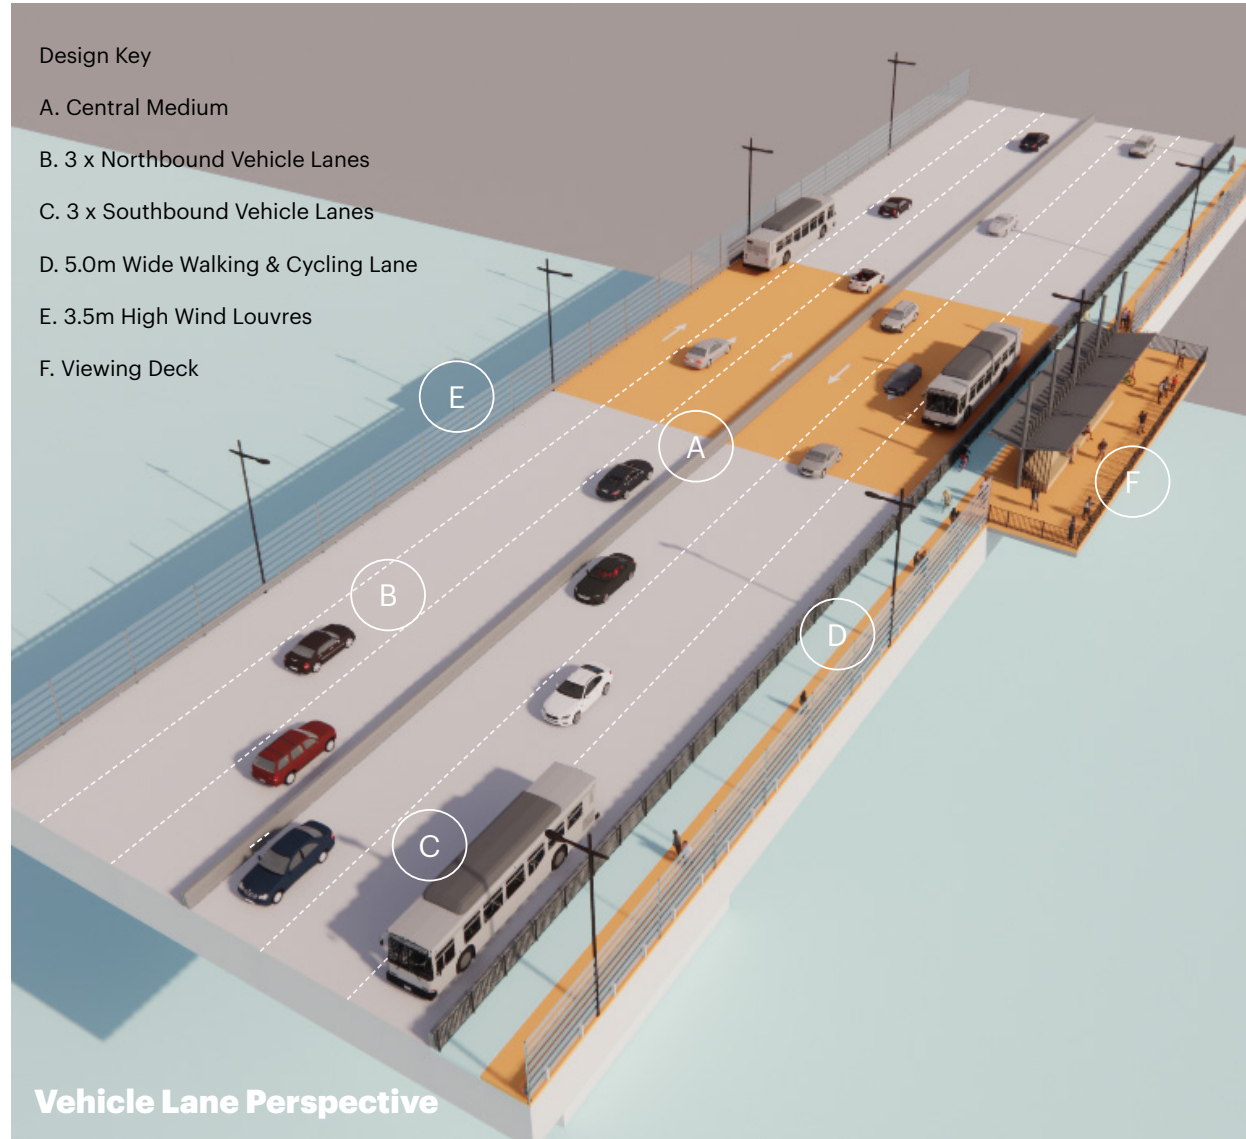 Design Key
A. Central Medium
B. 3 x Northbound Vehicle Lanes
C. 3 x Southbound Vehicle Lanes
D. 5.0m Wide Walking & Cycling Lane
E. 3.5m High Wind Louvres
F. Viewing Deck
E
A
F
B
D
C
Vehicle Lane Perspective